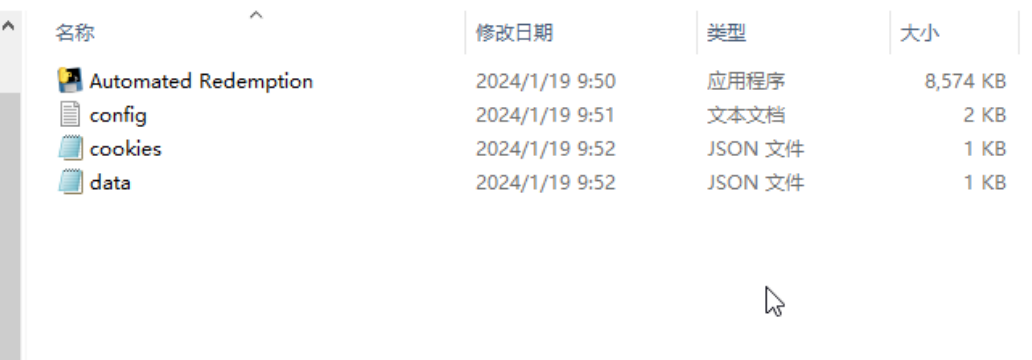 名称 修改日期 类型 大小
Automated Redemption 2024/1/19 9:50 应用程序 8,574 KB
config 2024/1/19 9:51 文本文档 2 KB
cookies 2024/1/19 9:52 JSON 文件 1 KB
data 2024/1/19 9:52 JSON 文件 1 KB